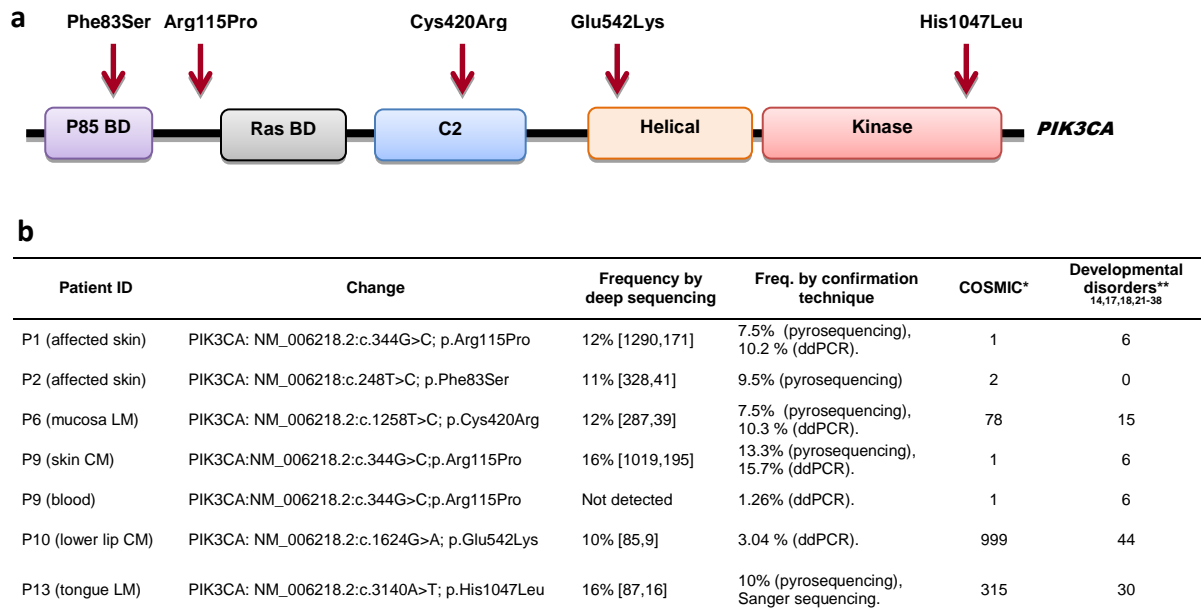 a
Phe83Ser Arg115Pro Cys420Arg Glu542Lys His1047Leu
P85 BD Ras BD C2 Helical Kinase PIK3CA
b
Patient ID Change Frequency by deep sequencing Freq. by confirmation technique COSMIC* Developmental disorders** 14,17,18,21-38
P1 (affected skin) PIK3CA: NM_006218.2:c.344G>C; p.Arg115Pro 12% [1290,171] 7.5% (pyrosequencing), 10.2 % (ddPCR). 1 6
P2 (affected skin) PIK3CA: NM_006218:c.248T>C; p.Phe83Ser 11% [328,41] 9.5% (pyrosequencing) 2 0
P6 (mucosa LM) PIK3CA: NM_006218.2:c.1258T>C; p.Cys420Arg 12% [287,39] 7.5% (pyrosequencing), 10.3 % (ddPCR). 78 15
P9 (skin CM) PIK3CA:NM_006218.2:c.344G>C;p.Arg115Pro 16% [1019,195] 13.3% (pyrosequencing), 15.7% (ddPCR). 1 6
P9 (blood) PIK3CA:NM_006218.2:c.344G>C;p.Arg115Pro Not detected 1.26% (ddPCR). 1 6
P10 (lower lip CM) PIK3CA: NM_006218.2:c.1624G>A; p.Glu542Lys 10% [85,9] 3.04 % (ddPCR). 999 44
P13 (tongue LM) PIK3CA: NM_006218.2:c.3140A>T; p.His1047Leu 16% [87,16] 10% (pyrosequencing), Sanger sequencing. 315 30